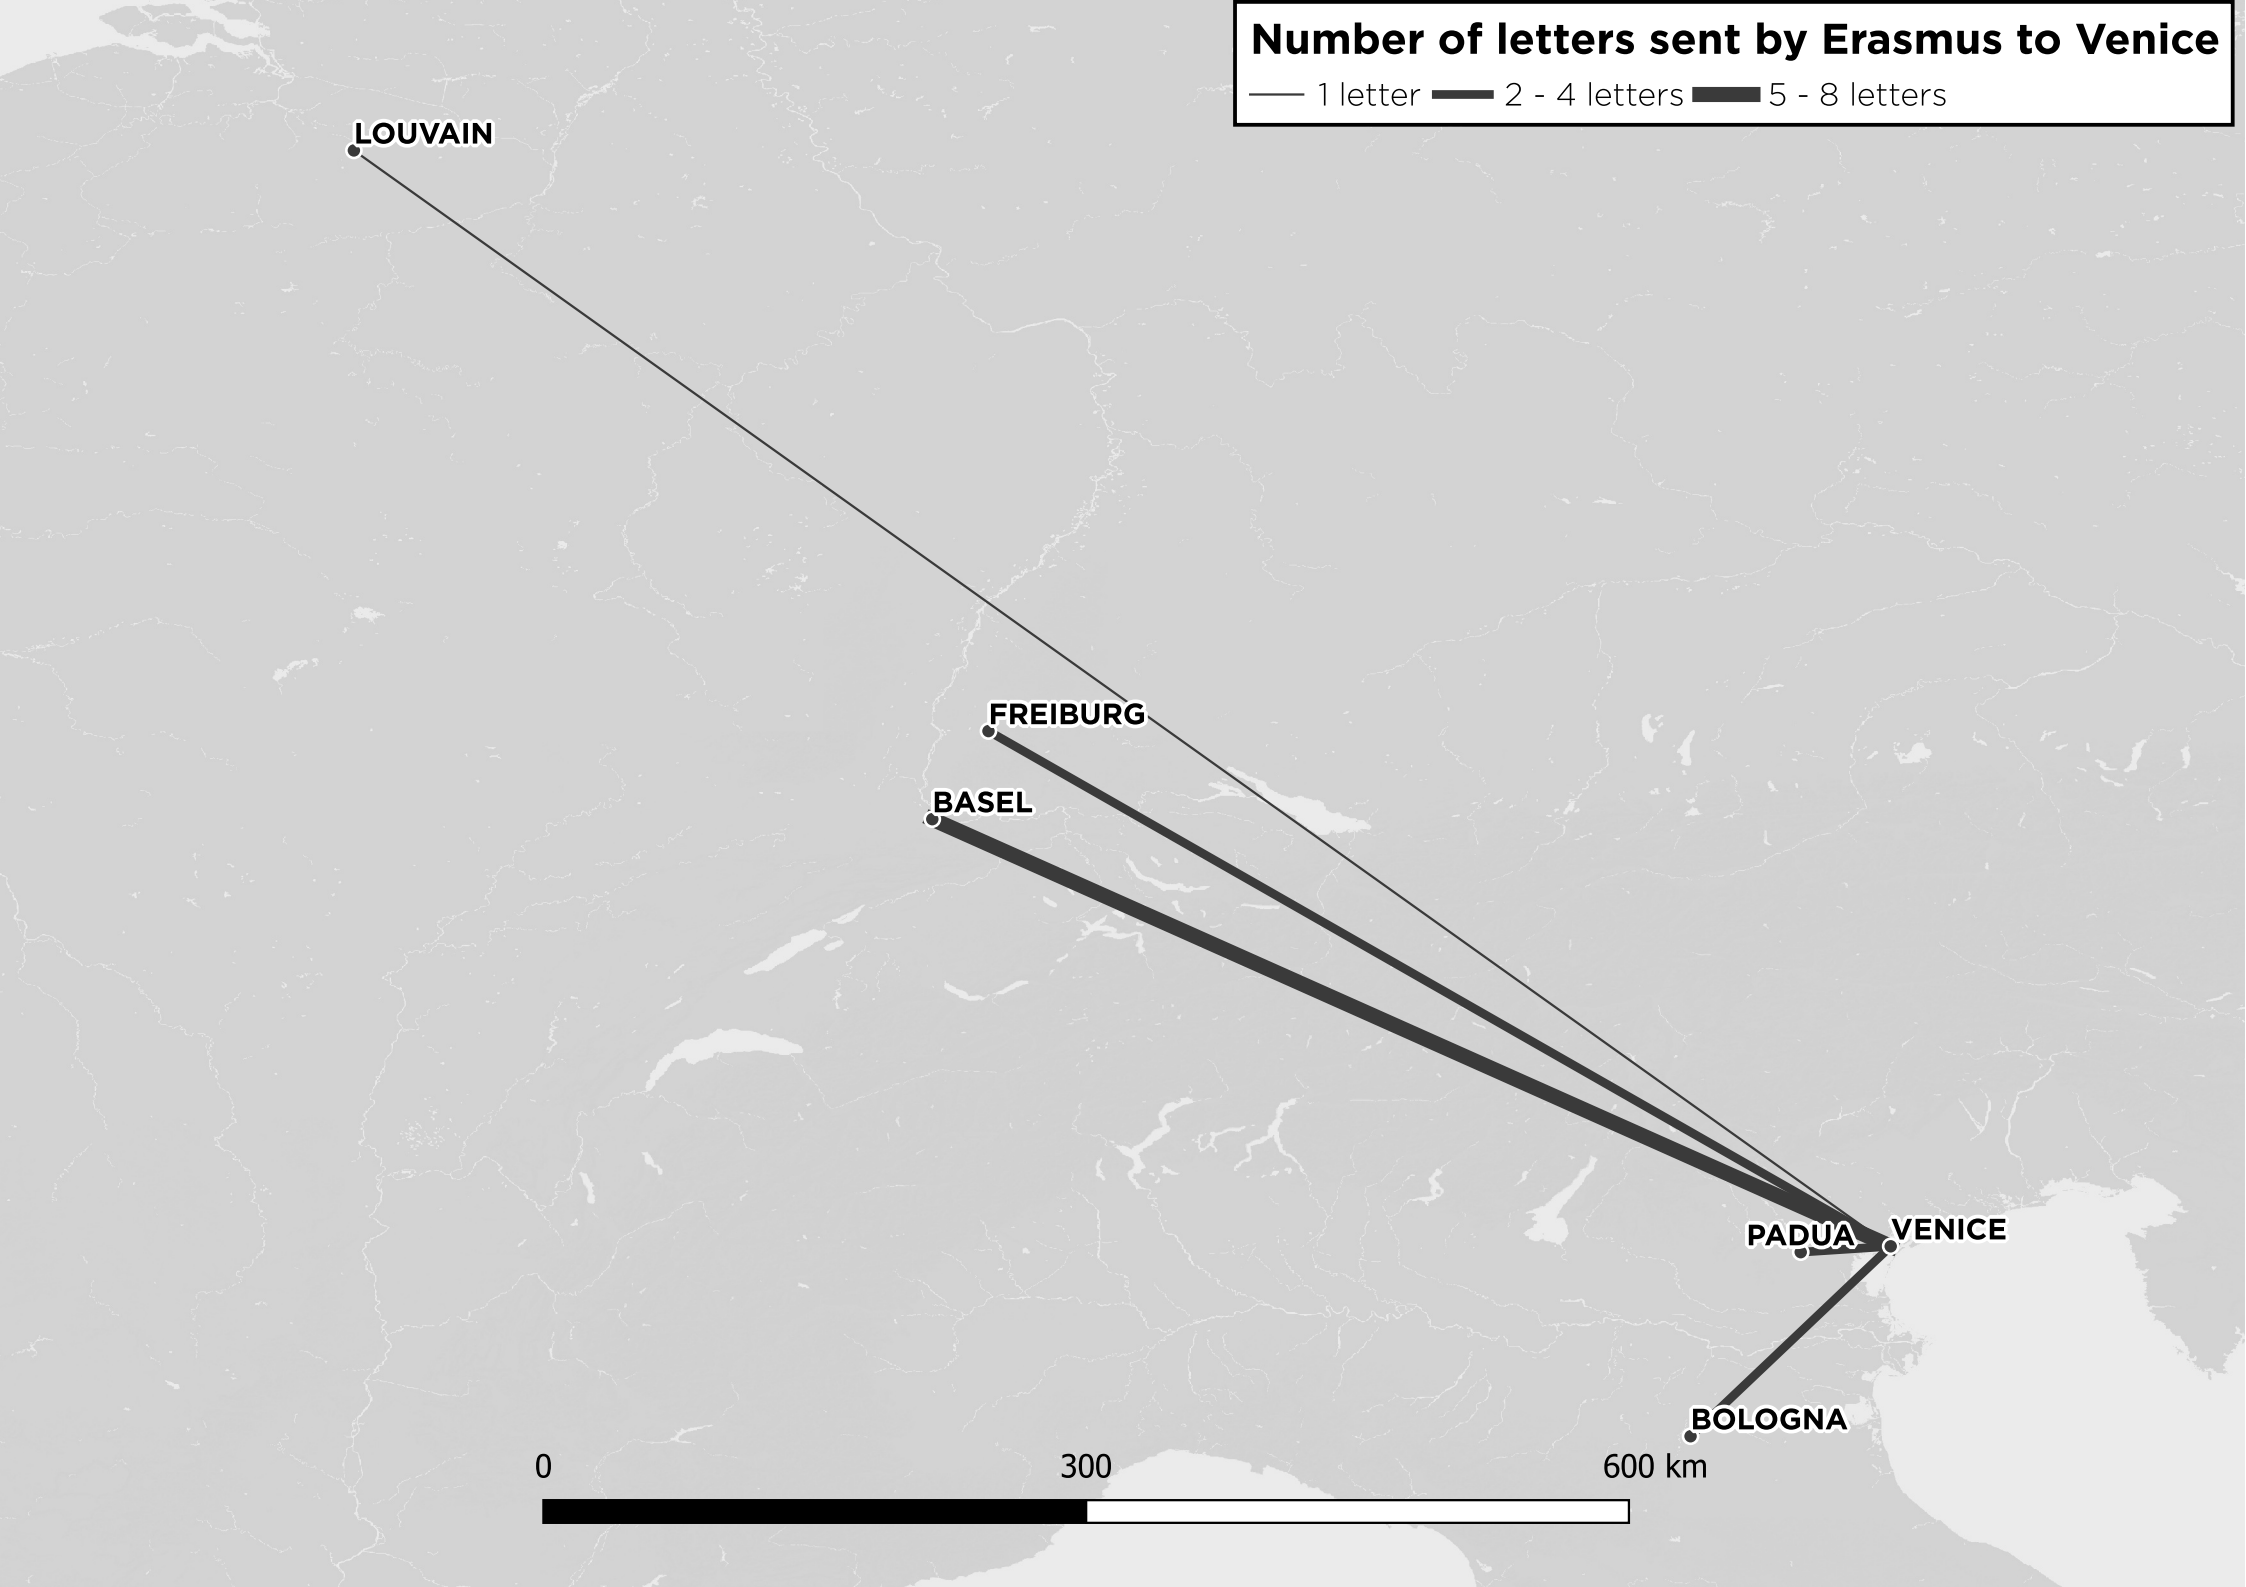 Number of letters sent by Erasmus to Venice
1 letter 2 - 4 letters 5 - 8 letters
LOUVAIN
FREIBURG
BASEL
PADUA
VENICE
BOLOGNA
0 300 600 km